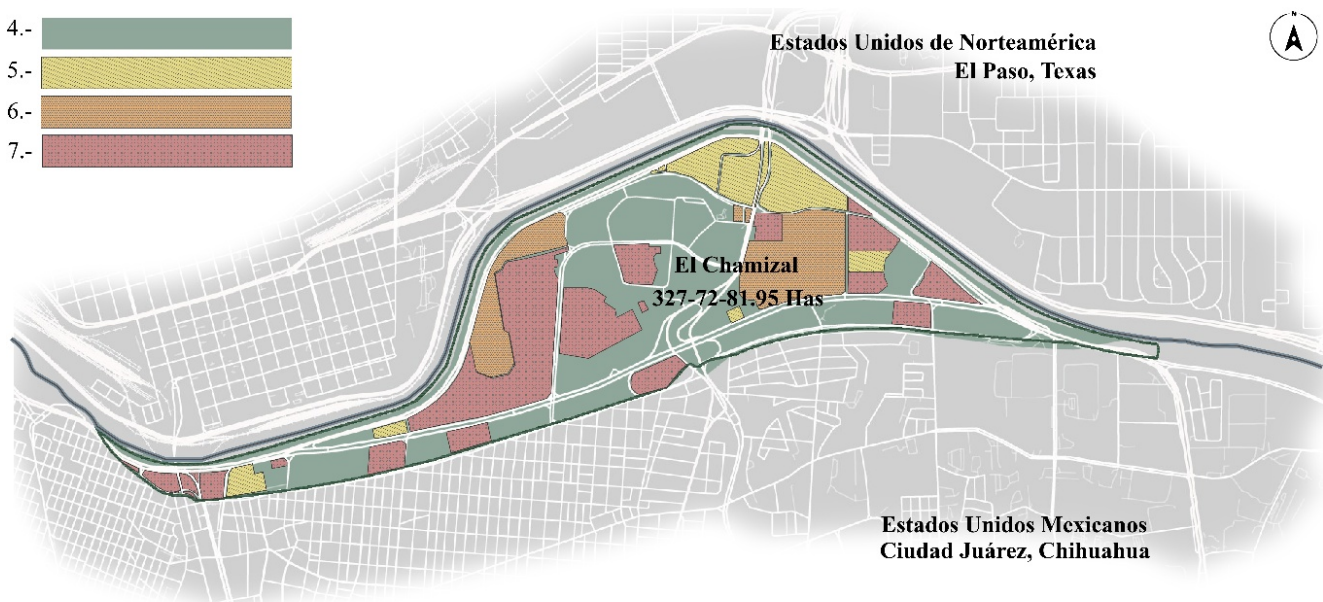 4.-
5.-
6.-
7.-
Estados Unidos de Norteamérica
El Paso, Texas
N
El Chamizal
327-72-81.95 Has
Estados Unidos Mexicanos
Ciudad Juárez, Chihuahua